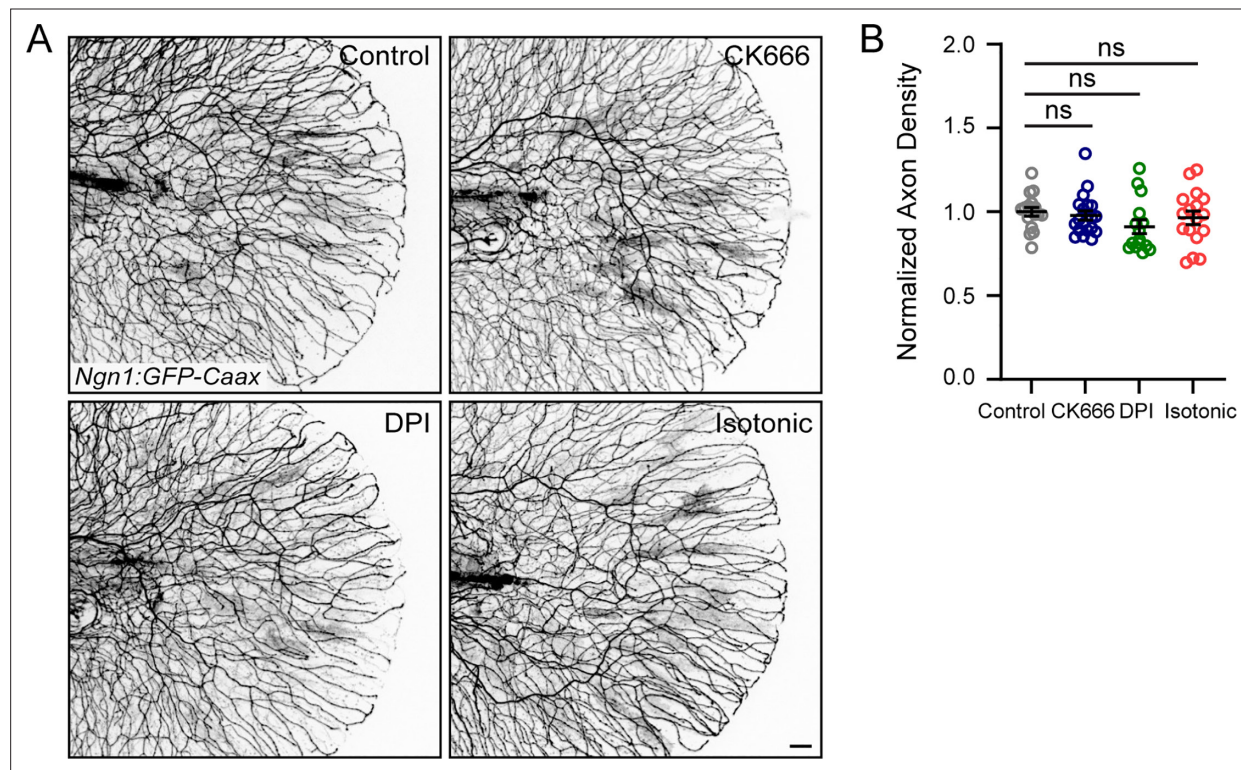 A
Control
CK666
Ngn1:GFP-Caax
DPI
Isotonic
B
Normalized Axon Density
2.0
1.5
1.0
0.5
0.0
ns
ns
ns
Control CK666 DPI Isotonic